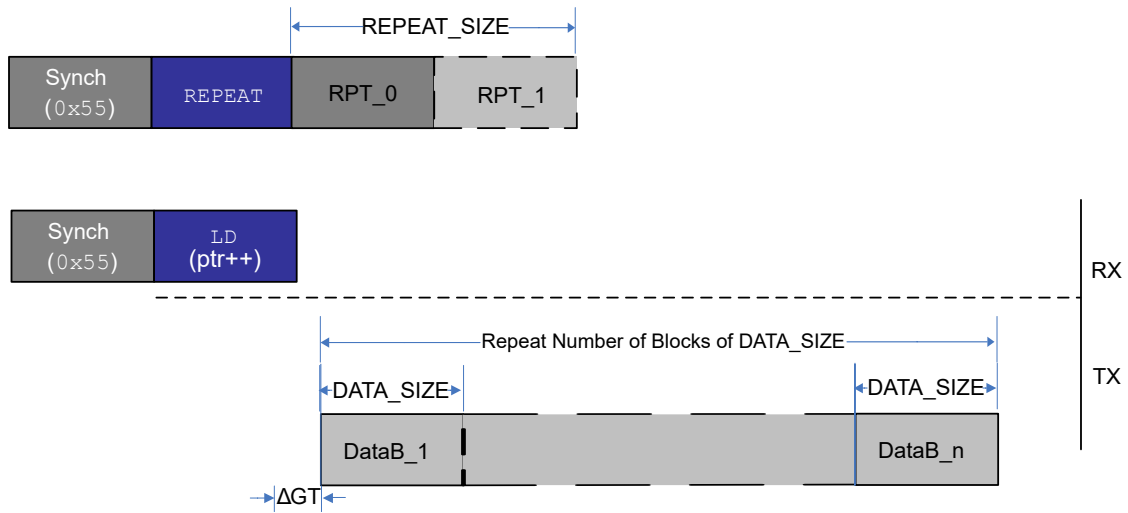 REPEAT_SIZE
Synch
(0x55)
REPEAT
RPT_0
RPT_1
Synch
(0x55)
LD
(ptr++)
RX
Repeat Number of Blocks of DATA_SIZE
TX
DATA_SIZE
DATA_SIZE
DataB_1
DataB_n
ΔGT